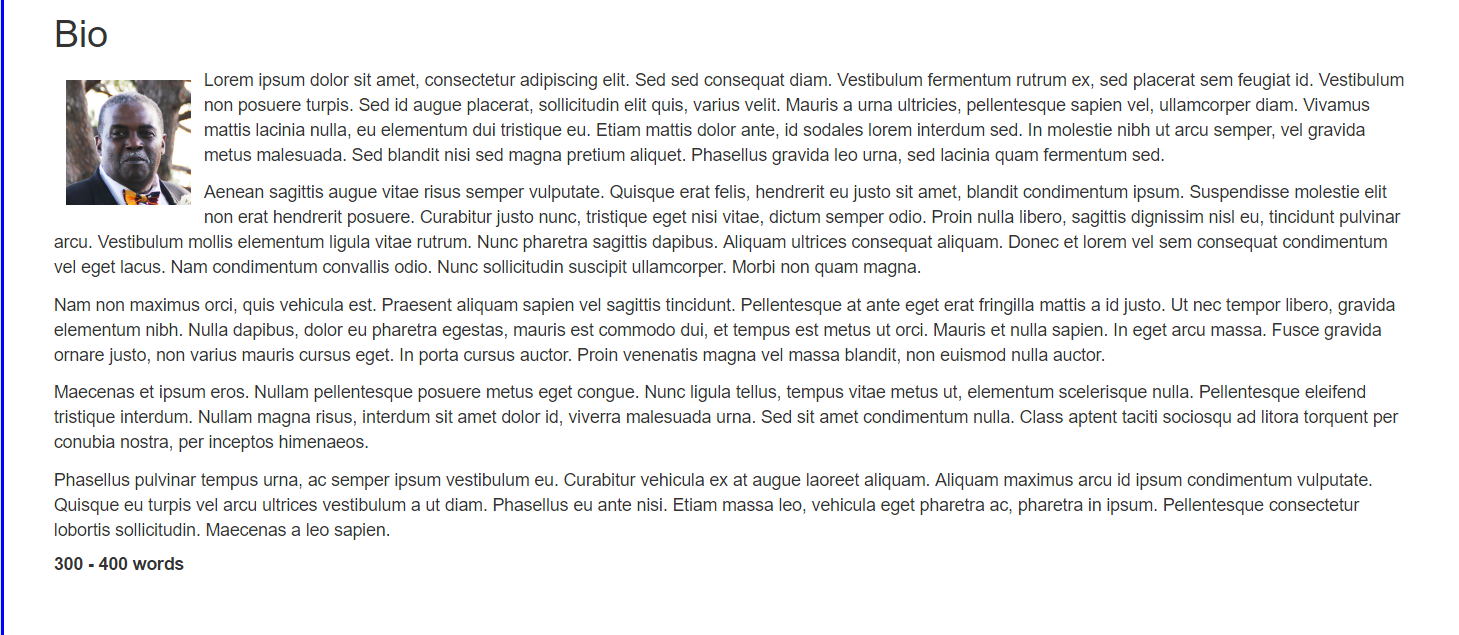 Bio
Lorem ipsum dolor sit amet, consectetur adipiscing elit. Sed sed consequat diam. Vestibulum fermentum rutrum ex, sed placerat sem feugiat id. Vestibulum
non posuere turpis. Sed id augue placerat, sollicitudin elit quis, varius velit. Mauris a urna ultricies, pellentesque sapien vel, ullamcorper diam. Vivamus
mattis lacinia nulla, eu elementum dui tristique eu. Etiam mattis dolor ante, id sodales lorem interdum sed. In molestie nibh ut arcu semper, vel gravida
metus malesuada. Sed blandit nisi sed magna pretium aliquet. Phasellus gravida leo urna, sed lacinia quam fermentum sed.
Aenean sagittis augue vitae risus semper vulputate. Quisque erat felis, hendrerit eu justo sit amet, blandit condimentum ipsum. Suspendisse molestie elit
non erat hendrerit posuere. Curabitur justo nunc, tristique eget nisi vitae, dictum semper odio. Proin nulla libero, sagittis dignissim nisl eu, tincidunt pulvinar
arcu. Vestibulum mollis elementum ligula vitae rutrum. Nunc pharetra sagittis dapibus. Aliquam ultrices consequat aliquam. Donec et lorem vel sem consequat condimentum
vel eget lacus. Nam condimentum convallis odio. Nunc sollicitudin suscipit ullamcorper. Morbi non quam magna.
Nam non maximus orci, quis vehicula est. Praesent aliquam sapien vel sagittis tincidunt. Pellentesque at ante eget erat fringilla mattis a id justo. Ut nec tempor libero, gravida
elementum nibh. Nulla dapibus, dolor eu pharetra egestas, mauris est commodo dui, et tempus est metus ut orci. Mauris et nulla sapien. In eget arcu massa. Fusce gravida
ornare justo, non varius mauris cursus eget. In porta cursus auctor. Proin venenatis magna vel massa blandit, non euismod nulla auctor.
Maecenas et ipsum eros. Nullam pellentesque posuere metus eget congue. Nunc ligula tellus, tempus vitae metus ut, elementum scelerisque nulla. Pellentesque eleifend
tristique interdum. Nullam magna risus, interdum sit amet dolor id, viverra malesuada urna. Sed sit amet condimentum nulla. Class aptent taciti sociosqu ad litora torquent per
conubia nostra, per inceptos himenaeos.
Phasellus pulvinar tempus urna, ac semper ipsum vestibulum eu. Curabitur vehicula ex at augue laoreet aliquam. Aliquam maximus arcu id ipsum condimentum vulputate.
Quisque eu turpis vel arcu ultrices vestibulum a ut diam. Phasellus eu ante nisi. Etiam massa leo, vehicula eget pharetra ac, pharetra in ipsum. Pellentesque consectetur
lobortis sollicitudin. Maecenas a leo sapien.
300 - 400 words